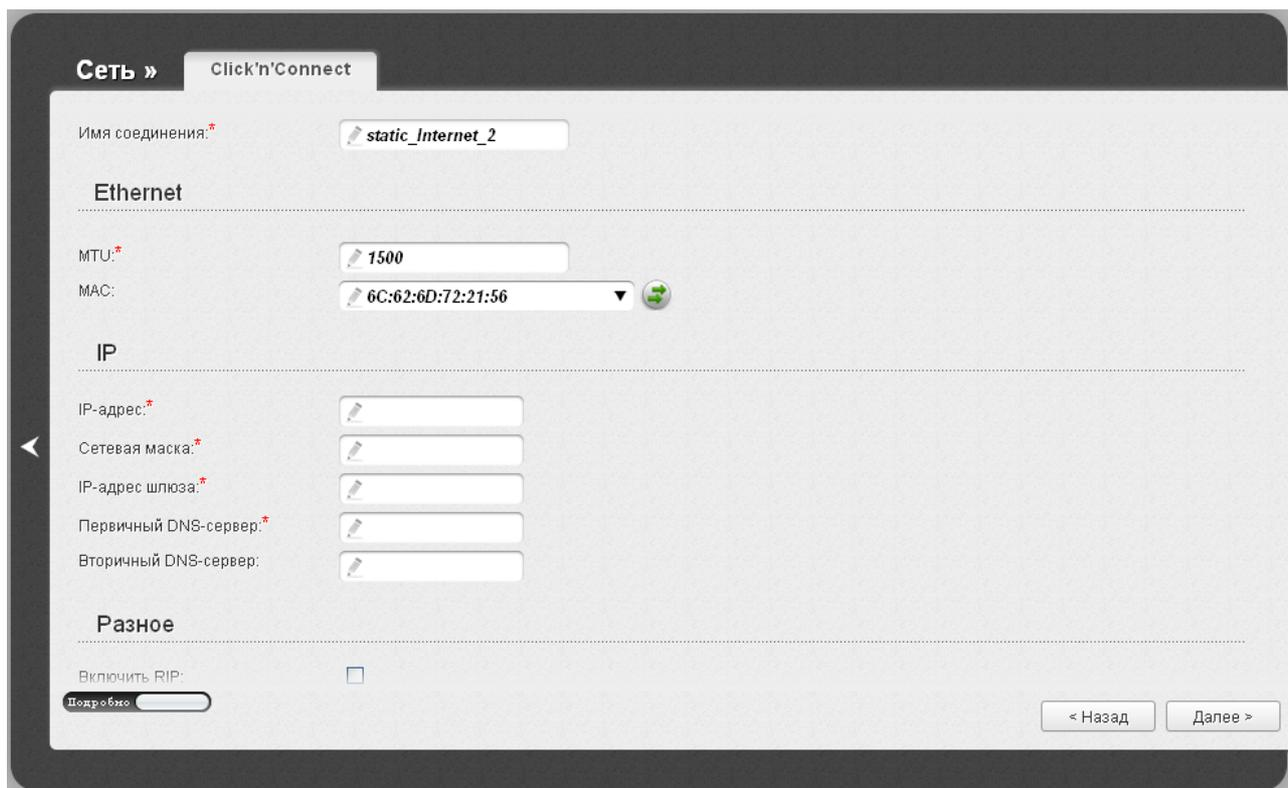 Сеть » Click'n'Connect
Имя соединения:* static_Internet_2
Ethernet
MTU:* 1500
MAC: 6C:62:6D:72:21:56
IP
IP-адрес:*
Сетевая маска:*
IP-адрес шлюза:*
Первичный DNS-сервер:*
Вторичный DNS-сервер:
Разное
Включить RIP:
Подробно
< Назад Далее >